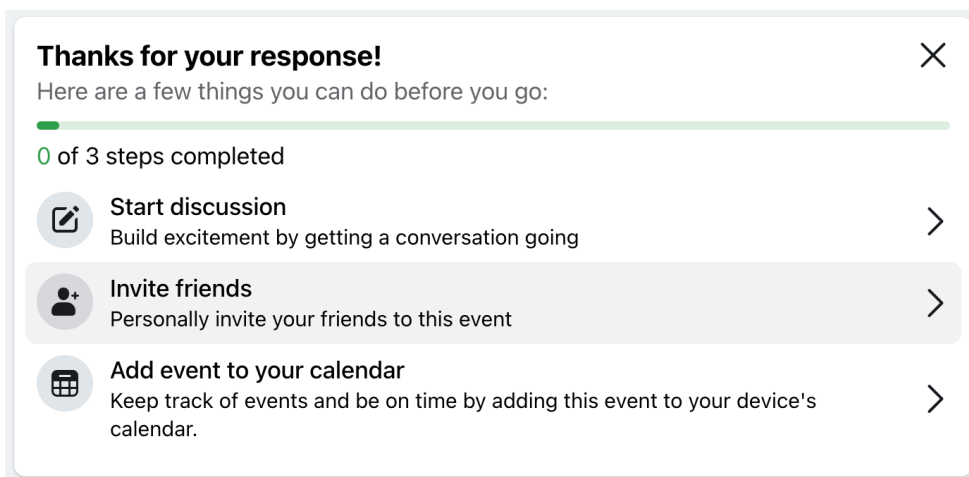 Thanks for your response!
Here are a few things you can do before you go:
0 of 3 steps completed
Start discussion
Build excitement by getting a conversation going
Invite friends
Personally invite your friends to this event
Add event to your calendar
Keep track of events and be on time by adding this event to your device's
calendar.